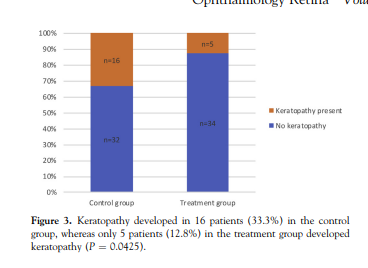 Ophthalmology Retina
100%
90%
80%
70%
60%
50%
40%
30%
20%
10%
0%
n=16
n=32
n=5
n=34
Control group
Treatment group
Keratopathy present
No keratopathy
Figure 3. Keratopathy developed in 16 patients (33.3%) in the control
group, whereas only 5 patients (12.8%) in the treatment group developed
keratopathy (P = 0.0425).